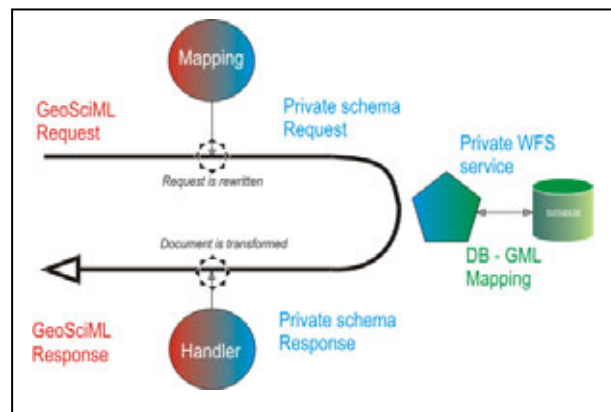 Mapping
GeoSciML
Request
Private schema
Request
Request is rewritten
Private WFS
service
DATABASE
Document is transformed
DB - GML
Mapping
GeoSciML
Response
Handler
Private schema
Response